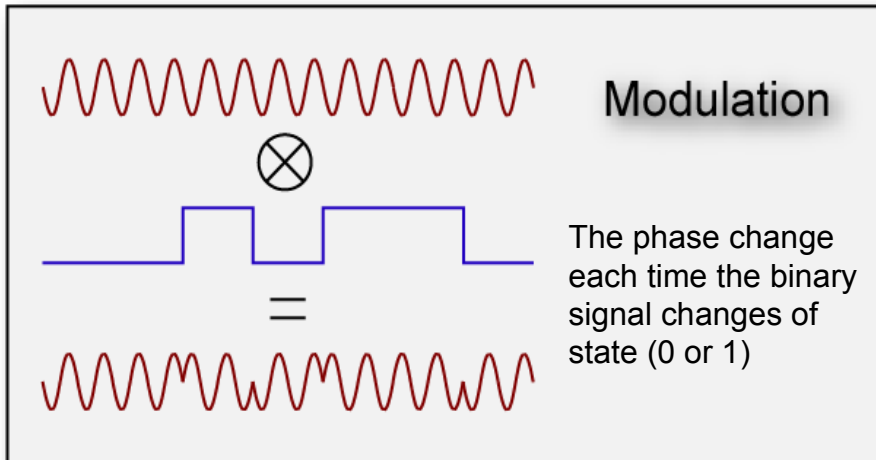 Modulation
The phase change
each time the binary
signal changes of
state (0 or 1)